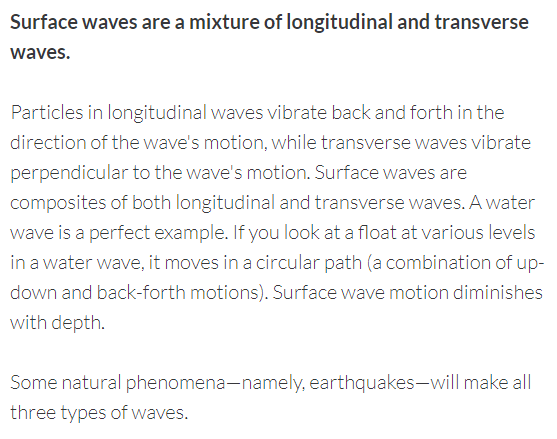 Surface waves are a mixture of longitudinal and transverse
waves.
Particles in longitudinal waves vibrate back and forth in the
direction of the wave's motion, while transverse waves vibrate
perpendicular to the wave's motion. Surface waves are
composites of both longitudinal and transverse waves. A water
wave is a perfect example. If you look at a float at various levels
in a water wave, it moves in a circular path (a combination of up-
down and back-forth motions). Surface wave motion diminishes
with depth.
Some natural phenomena—namely, earthquakes—will make all
three types of waves.